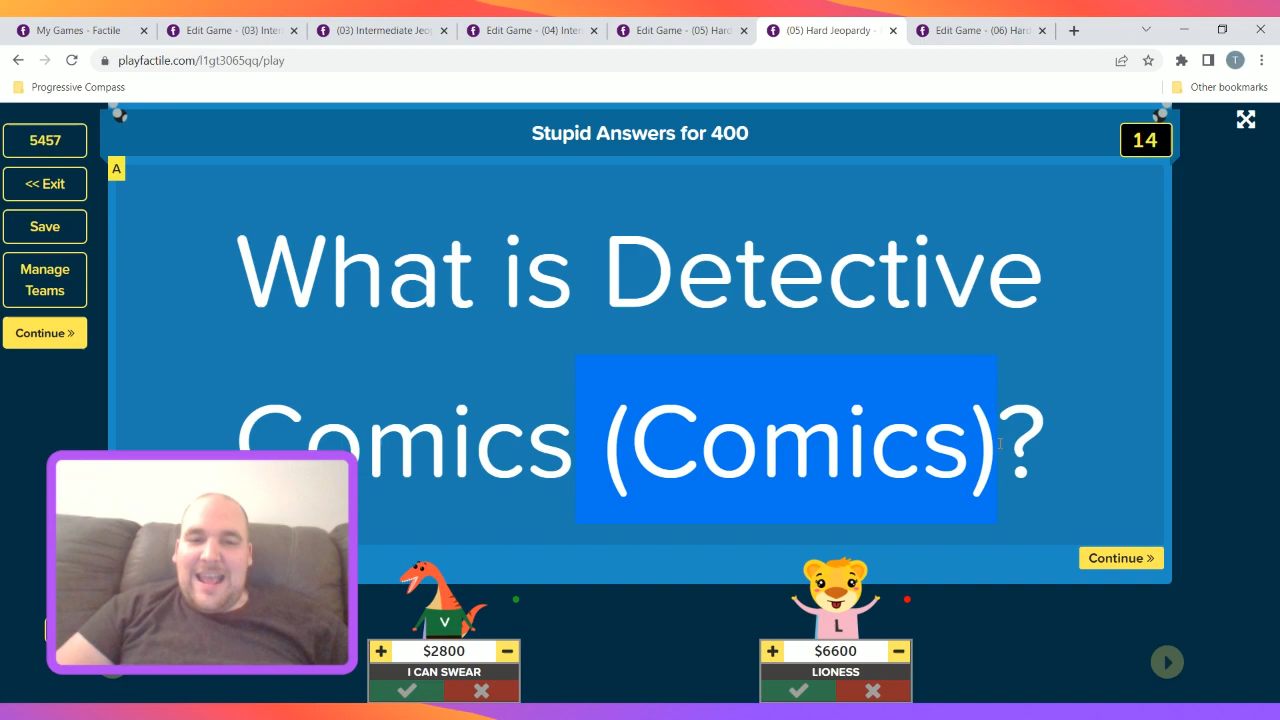 My Games - Factile
Edit Game - (03) Inter
(03) Intermediate Jeop
Edit Game - (04) Inter
Edit Game - (05) Hard
(05) Hard Jeopardy -
Edit Game - (06) Hard
playfactile.com/l1gt3065qq/play
T
Progressive Compass
Other bookmarks
5457
Stupid Answers for 400
14
A
<< Exit
Save
Manage
Teams
Continue »
What is Detective
Comics (Comics)?
Continue »
V
L
+ $2800 −
+ $6600 −
I CAN SWEAR
LIONESS